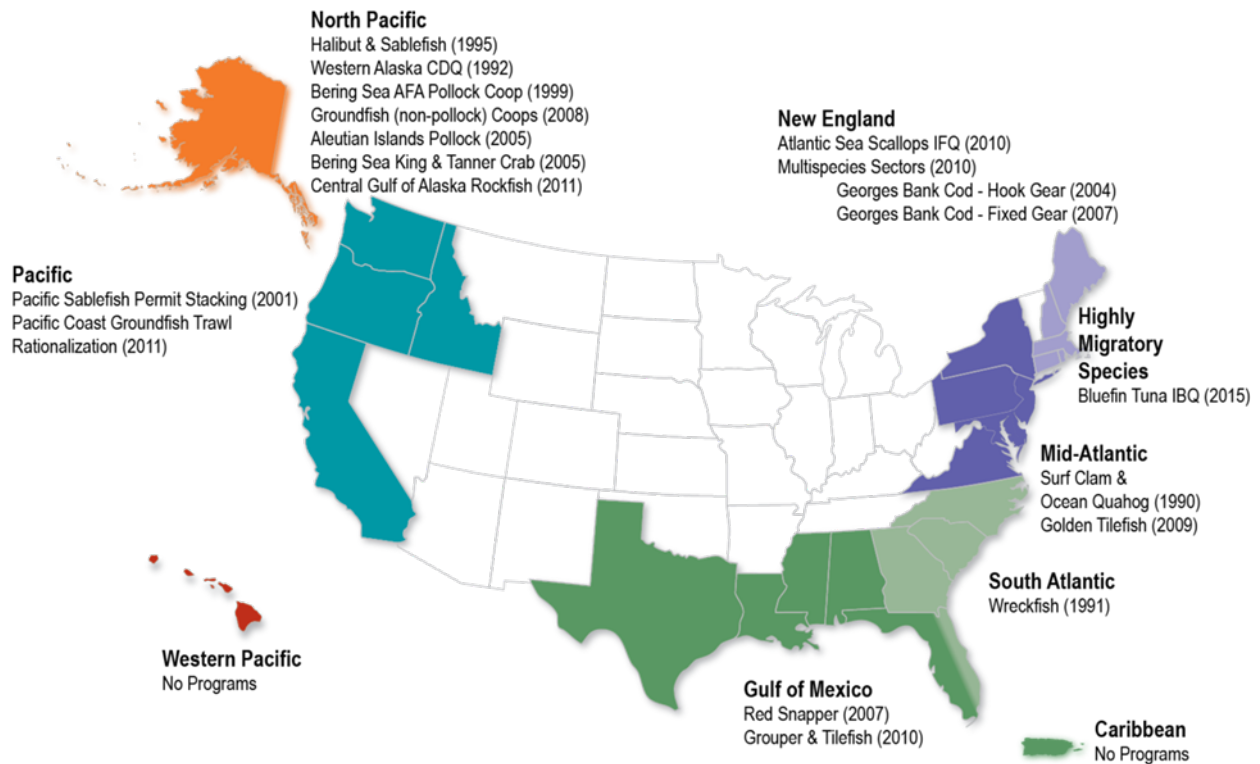 North Pacific
Halibut & Sablefish (1995)
Western Alaska CDQ (1992)
Bering Sea AFA Pollock Coop (1999)
Groundfish (non-pollock) Coops (2008)
Aleutian Islands Pollock (2005)
Bering Sea King & Tanner Crab (2005)
Central Gulf of Alaska Rockfish (2011)
New England
Atlantic Sea Scallops IFQ (2010)
Multispecies Sectors (2010)
Georges Bank Cod - Hook Gear (2004)
Georges Bank Cod - Fixed Gear (2007)
Pacific
Pacific Sablefish Permit Stacking (2001)
Pacific Coast Groundfish Trawl
Rationalization (2011)
Highly
Migratory
Species
Bluefin Tuna IBQ (2015)
Mid-Atlantic
Surf Clam &
Ocean Quahog (1990)
Golden Tilefish (2009)
South Atlantic
Wreckfish (1991)
Western Pacific
No Programs
Gulf of Mexico
Red Snapper (2007)
Grouper & Tilefish (2010)
Caribbean
No Programs